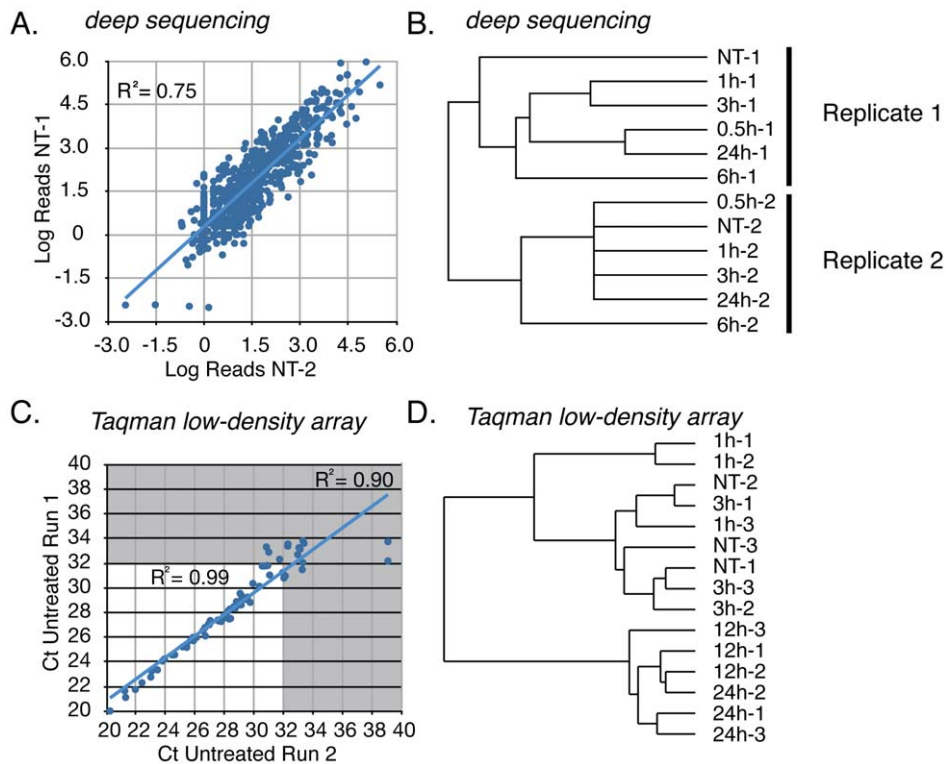 A. deep sequencing
6.0
4.5
3.0
1.5
0
-1.5
-3.0
R²= 0.75
Log Reads NT-1
-3.0 -1.5 0 1.5 3.0 4.5 6.0
Log Reads NT-2
B. deep sequencing
NT-1
1h-1
3h-1
0.5h-1
24h-1
6h-1
0.5h-2
NT-2
1h-2
3h-2
24h-2
6h-2
Replicate 1
Replicate 2
C. Taqman low-density array
40
38
36
34
32
30
28
26
24
22
20
R²= 0.90
R²= 0.99
Ct Untreated Run 1
20 22 24 26 28 30 32 34 36 38 40
Ct Untreated Run 2
D. Taqman low-density array
1h-1
1h-2
NT-2
3h-1
1h-3
NT-3
NT-1
3h-3
3h-2
12h-3
12h-1
12h-2
24h-2
24h-1
24h-3